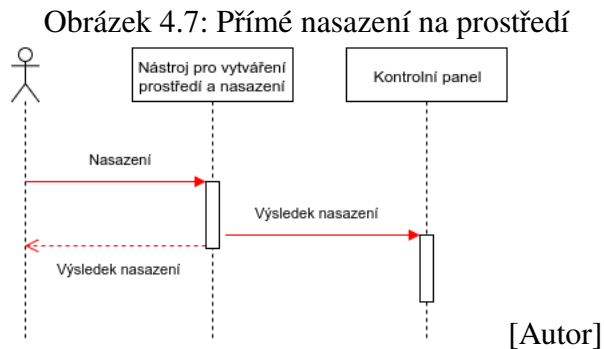 Obrázek 4.7: Přímé nasazení na prostředí
Nástroj pro vytváření
prostředí a nasazení
Kontrolní panel
Nasazení
Výsledek nasazení
Výsledek nasazení
[Autor]